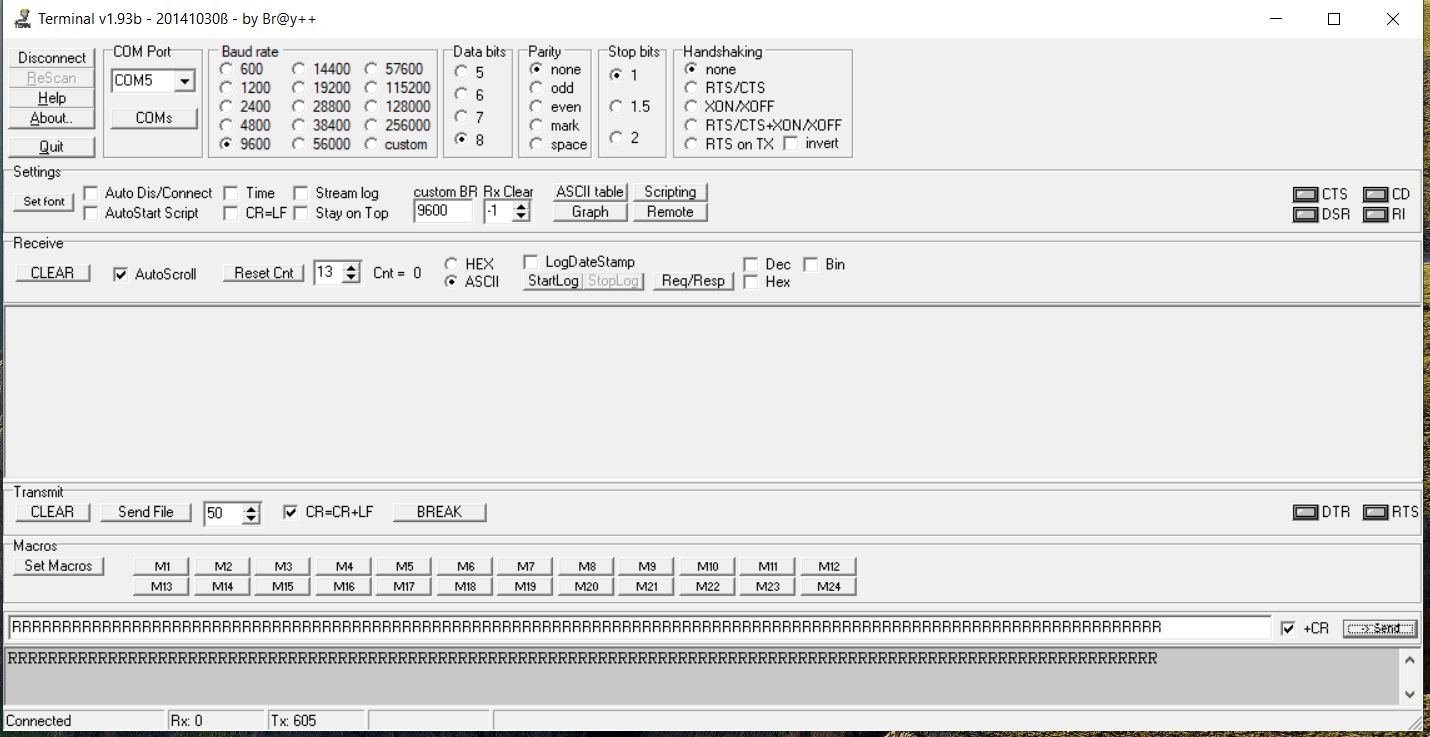 Terminal v1.93b - 20141030ß - by Br@y++
Disconnect
ReScan
Help
About..
Quit
COM Port
COM5
COMs
Baud rate
600 14400 57600
1200 19200 115200
2400 28800 128000
4800 38400 256000
9600 56000 custom
Data bits
5
6
7
8
Parity
none
odd
even
mark
space
Stop bits
1
1.5
2
Handshaking
none
RTS/CTS
XON/XOFF
RTS/CTS+XON/XOFF
RTS on TX invert
Settings
Set font
Auto Dis/Connect Time Stream log
AutoStart Script CR=LF Stay on Top
custom BR Rx Clear
9600 -1
ASCII table Scripting
Graph Remote
CTS CD
DSR RI
Receive
CLEAR AutoScroll Reset Cnt 13 Cnt = 0
HEX
ASCII
LogDateStamp
StartLog StopLog Req/Resp
Dec Bin
Hex
Transmit
CLEAR Send File 50 CR=CR+LF BREAK DTR RTS
Macros
Set Macros
M1 M2 M3 M4 M5 M6 M7 M8 M9 M10 M11 M12
M13 M14 M15 M16 M17 M18 M19 M20 M21 M22 M23 M24
RRRRRRRRRRRRRRRRRRRRRRRRRRRRRRRRRRRRRRRRRRRRRRRRRRRRRRRRRRRRRRRRRRRRRRRRRRRRRRRRRRRRRRRRRRRRRRRRRRRRRRRRRRRRRRRRRRR +CR -> Send
RRRRRRRRRRRRRRRRRRRRRRRRRRRRRRRRRRRRRRRRRRRRRRRRRRRRRRRRRRRRRRRRRRRRRRRRRRRRRRRRRRRRRRRRRRRRRRRRRRRRRRRRRRRRRRRRRRR
Connected Rx: 0 Tx: 605